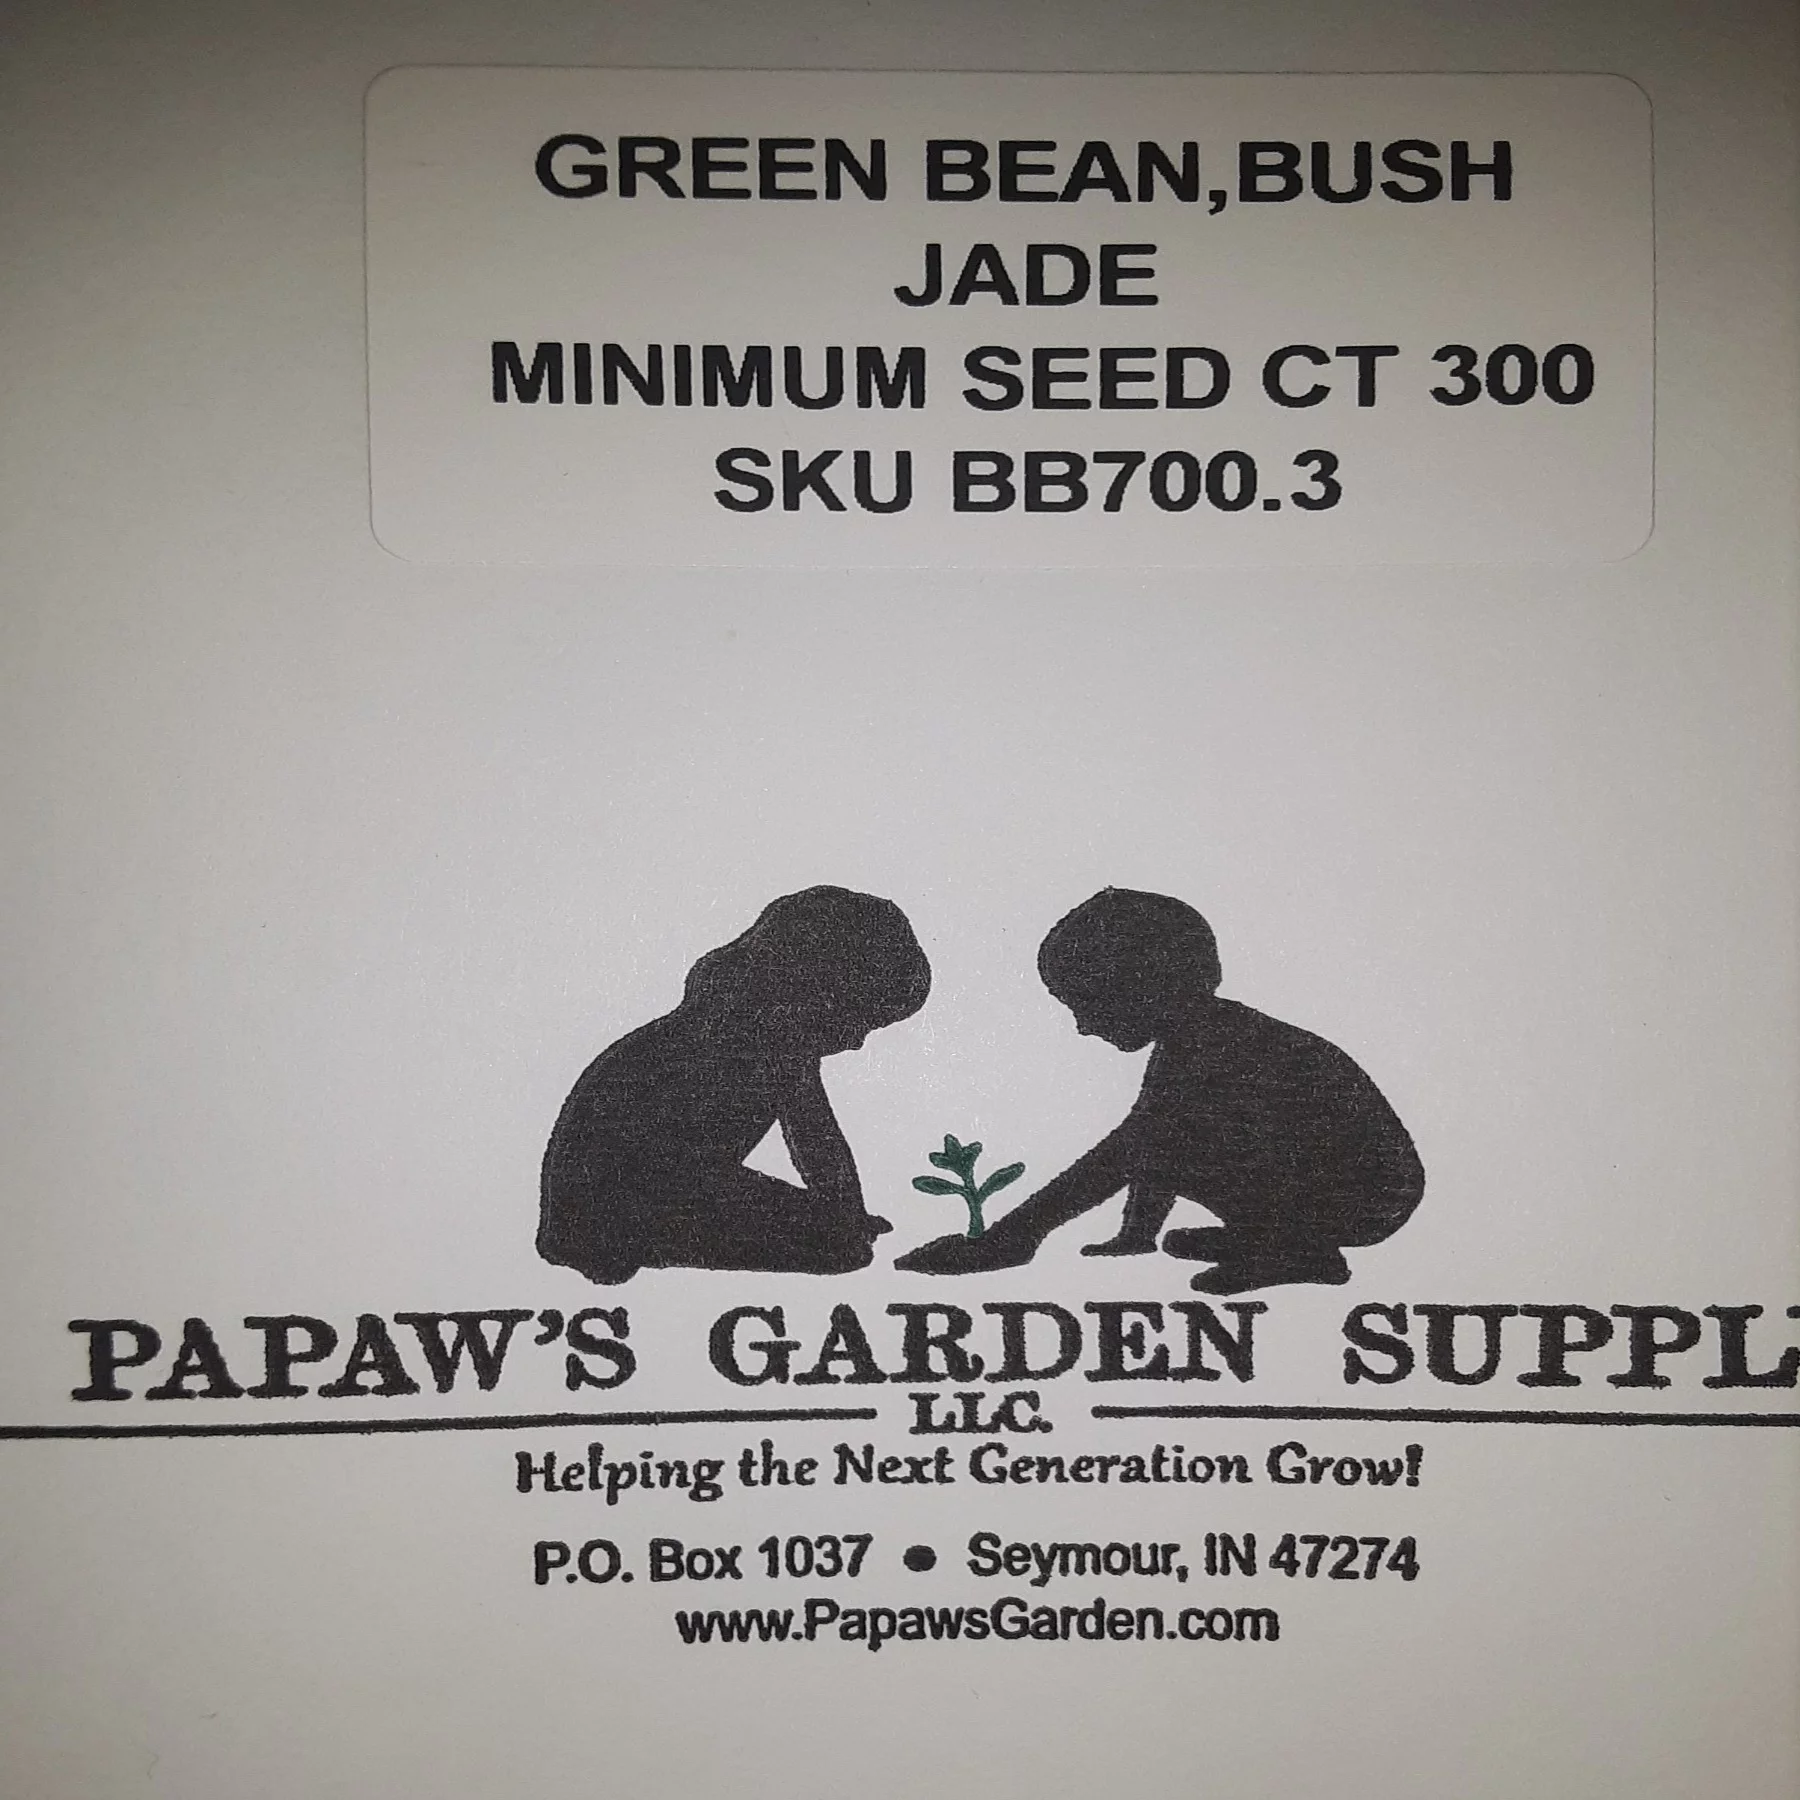 GREEN BEAN,BUSH
JADE
MINIMUM SEED CT 300
SKU BB700.3
PAPAW'S GARDEN SUPPL
LLC.
Helping the Next Generation Grow!
P.O. Box 1037 • Seymour, IN 47274
www.PapawsGarden.com